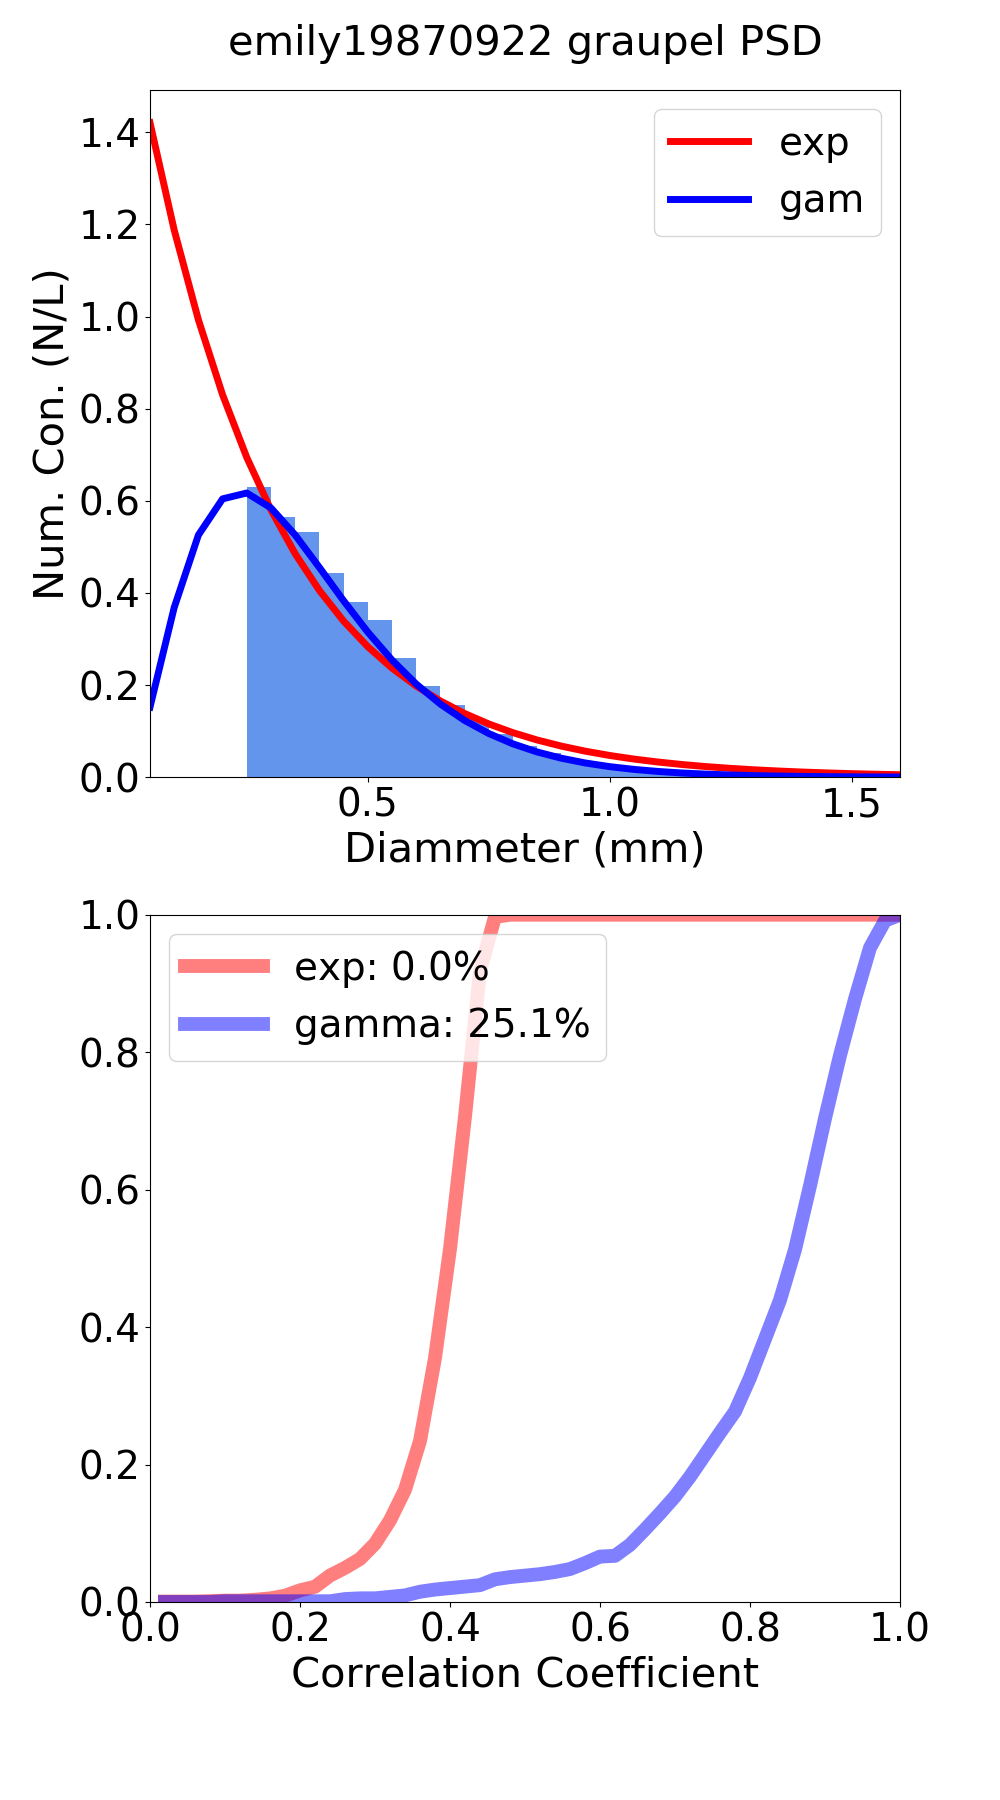 emily19870922 graupel PSD
1.4
1.2
1.0
0.8
0.6
0.4
0.2
0.0
Num. Con. (N/L)
exp
gam
0.5 1.0 1.5
Diammeter (mm)
1.0
0.8
0.6
0.4
0.2
0.0
exp: 0.0%
gamma: 25.1%
0.0 0.2 0.4 0.6 0.8 1.0
Correlation Coefficient